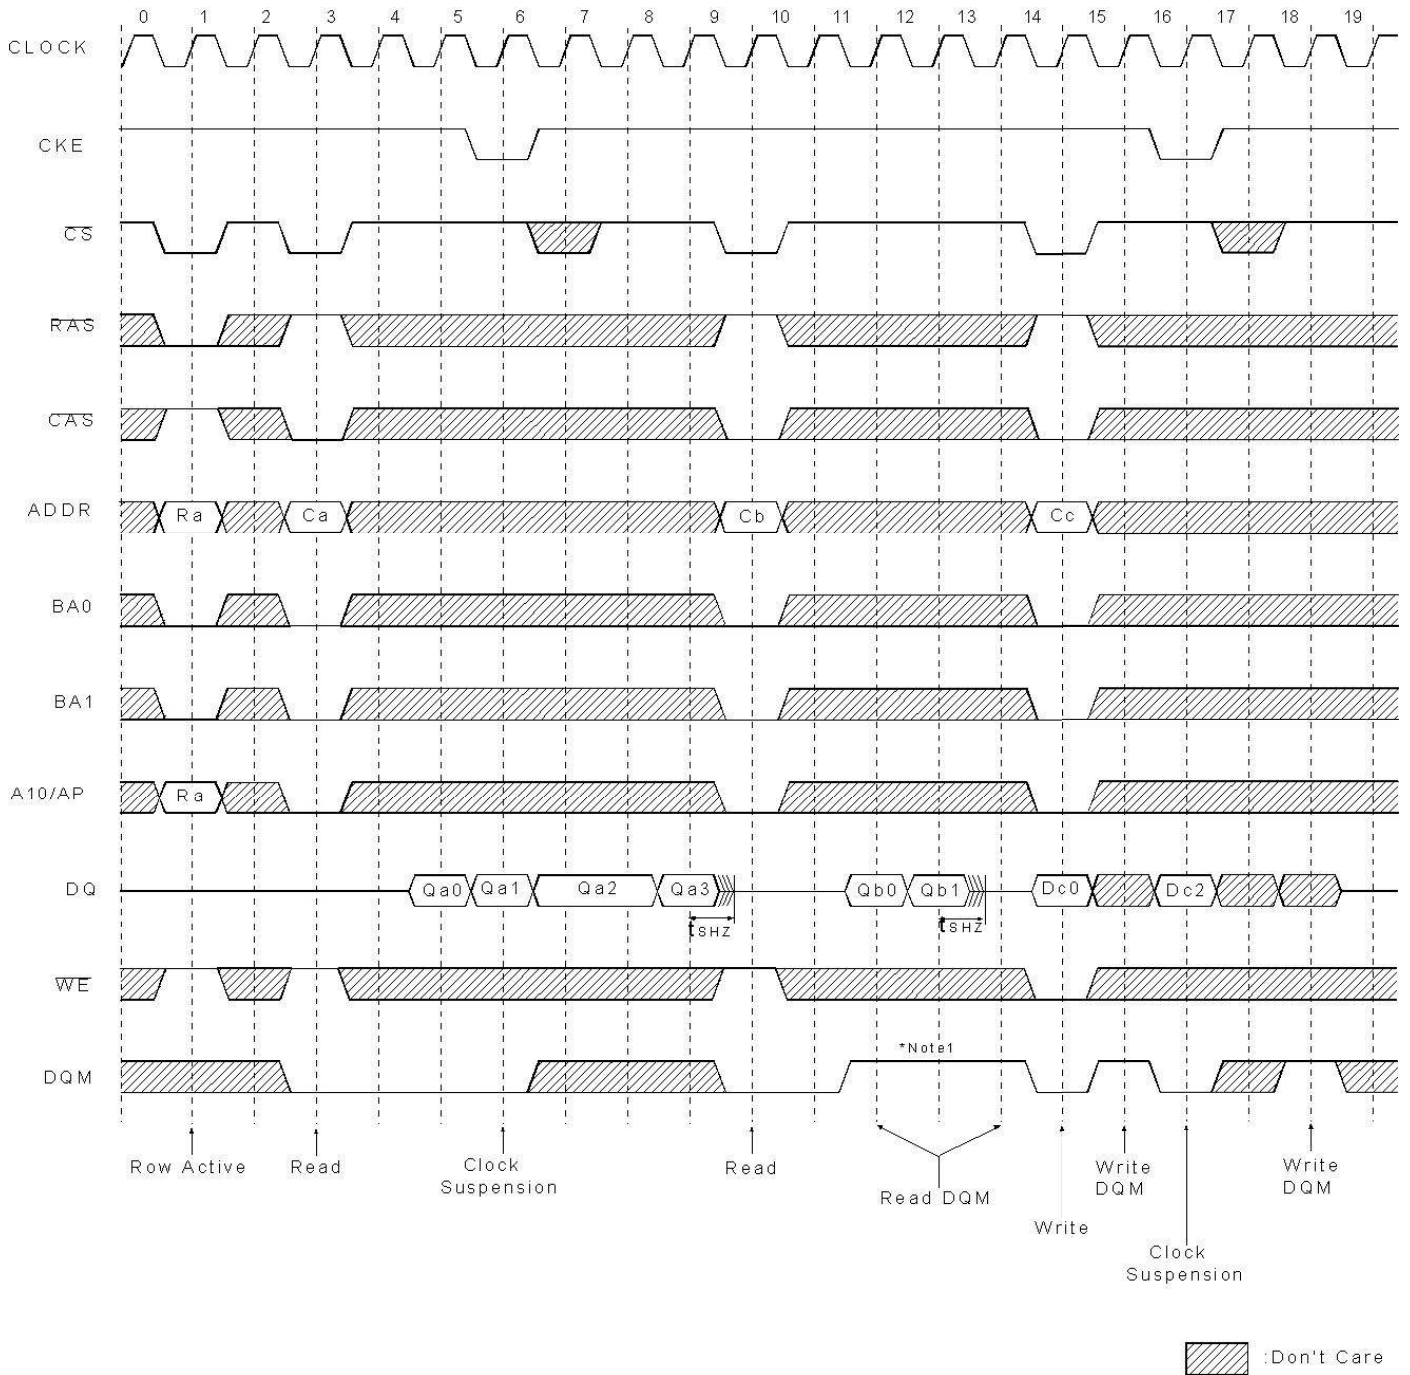 0 1 2 3 4 5 6 7 8 9 10 11 12 13 14 15 16 17 18 19
CLOCK
CKE
CS
RAS
CAS
ADDR Ra Ca Cb Cc
BA0
BA1
A10/AP Ra
DQ Qa0 Qa1 Qa2 Qa3 Qb0 Qb1 Dc0 Dc2
tSHZ tSHZ
WE
*Note1
DQM
Row Active Read Clock Read Write Write
Suspension DQM DQM
Read DQM
Write
Clock
Suspension
:Don't Care